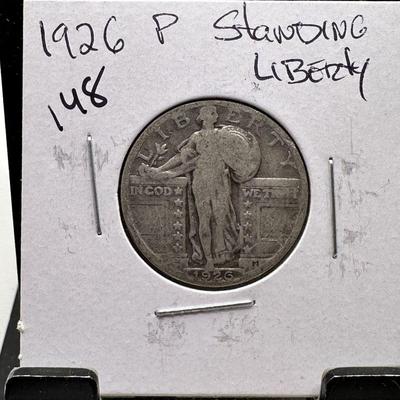 1926 P STANDING
LIBERTY
148
LIBERTY
IN GOD WE TRUST
M
1926